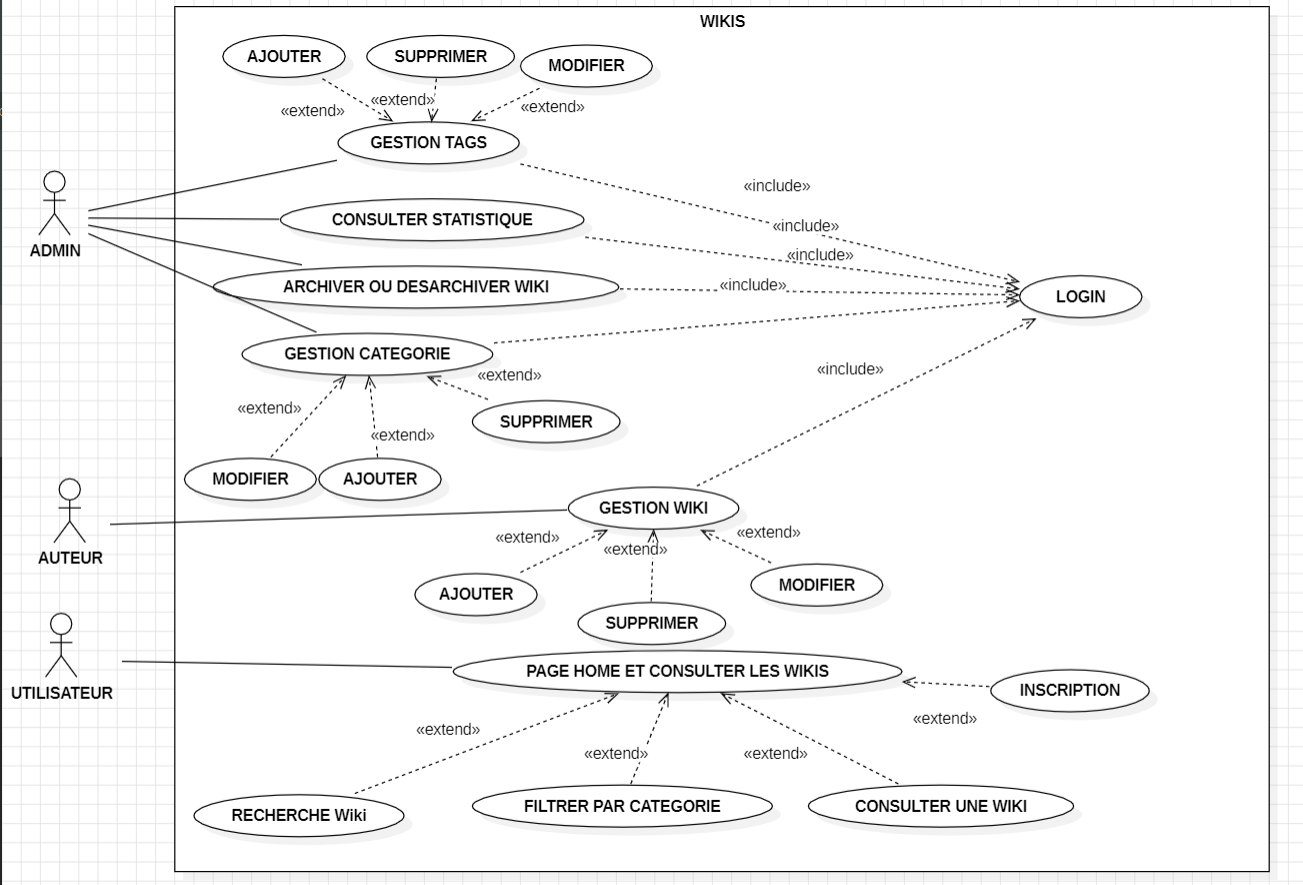 WIKIS
AJOUTER
SUPPRIMER
MODIFIER
«extend»
«extend»
«extend»
GESTION TAGS
«include»
ADMIN
CONSULTER STATISTIQUE
«include»
«include»
ARCHIVER OU DESARCHIVER WIKI
«include»
LOGIN
GESTION CATEGORIE
«extend»
«include»
«extend»
SUPPRIMER
«extend»
MODIFIER
AJOUTER
AUTEUR
GESTION WIKI
«extend»
«extend»
«extend»
AJOUTER
MODIFIER
SUPPRIMER
UTILISATEUR
PAGE HOME ET CONSULTER LES WIKIS
INSCRIPTION
«extend»
«extend»
«extend»
«extend»
RECHERCHE Wiki
FILTRER PAR CATEGORIE
CONSULTER UNE WIKI